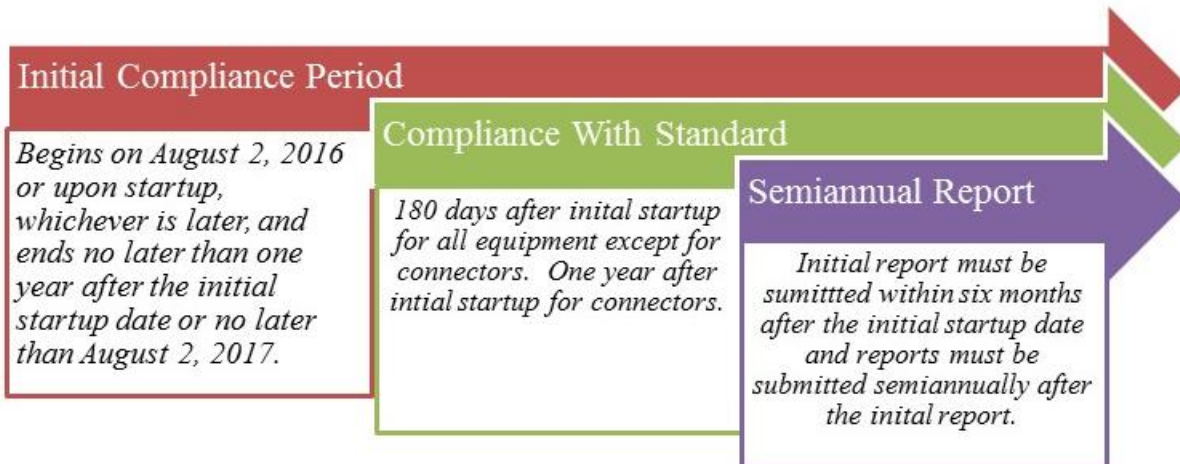 Initial Compliance Period
Begins on August 2, 2016
or upon startup,
whichever is later, and
ends no later than one
year after the initial
startup date or no later
than August 2, 2017.
Compliance With Standard
180 days after inital startup
for all equipment except for
connectors.  One year after
intial startup for connectors.
Semiannual Report
Initial report must be
sumittted within six months
after the initial startup date
and reports must be
submitted semiannually after
the inital report.